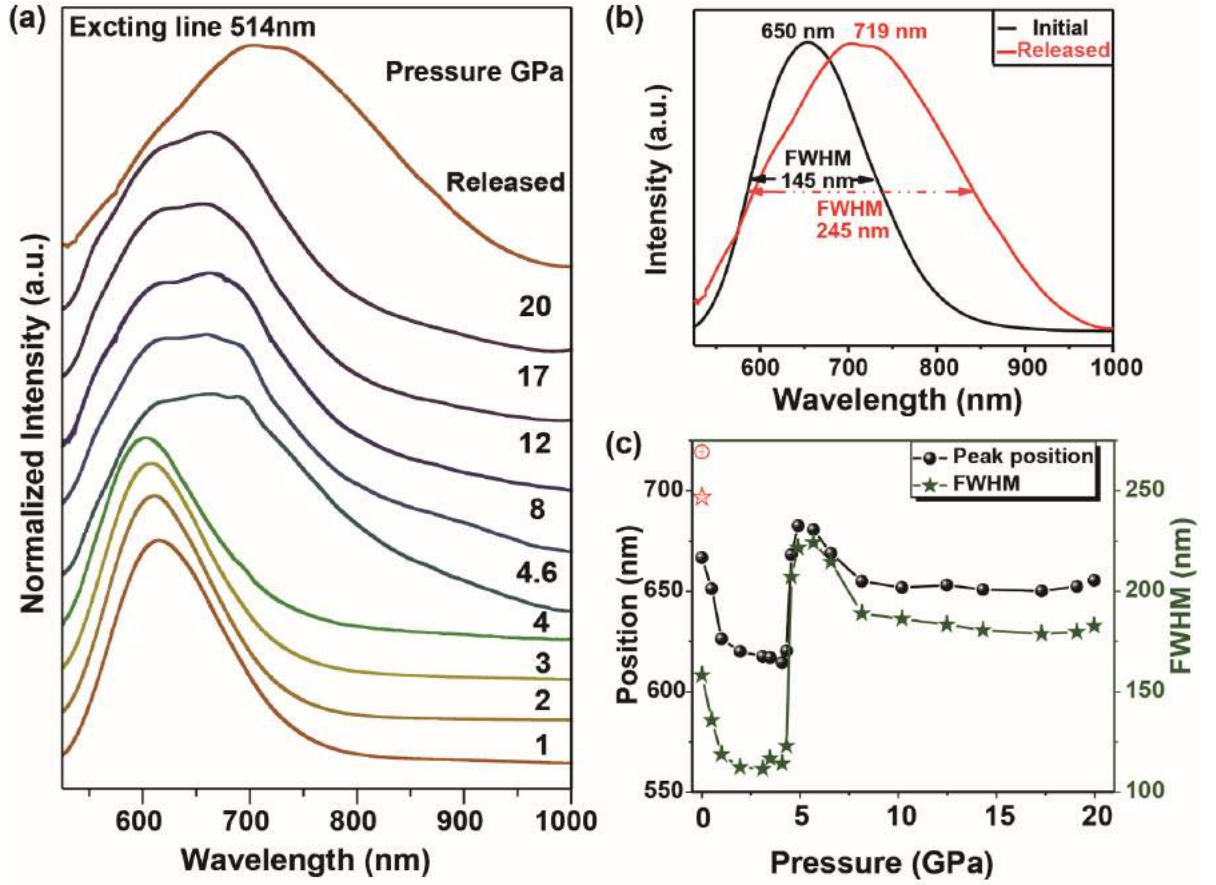 (a)
Excting line 514nm
Pressure GPa
Released
20
17
12
8
4.6
4
3
2
1
Normalized Intensity (a.u.)
600 700 800 900 1000
Wavelength (nm)
(b)
650 nm 719 nm
Initial
Released
FWHM
145 nm
FWHM
245 nm
Intensity (a.u.)
600 700 800 900 1000
Wavelength (nm)
(c)
Peak position
FWHM
700
650
600
550
Position (nm)
250
200
150
100
FWHM (nm)
0 5 10 15 20
Pressure (GPa)